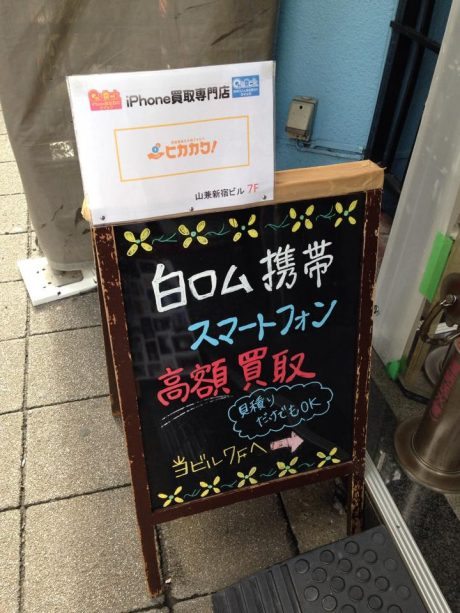 iPhone買取専門店
ヒカカク!
山兼新宿ビル 7F
白ロム 携帯
スマートフォン
高額買取
見積り
だけでもOK
当ビル7Fへ